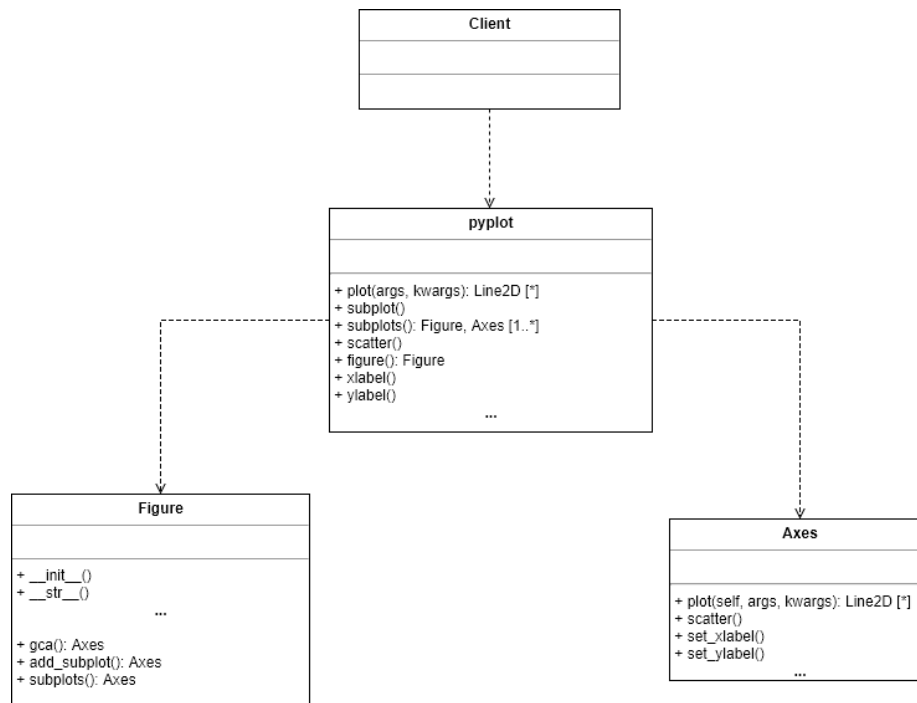 Client
pyplot
+ plot(args, kwargs): Line2D [*]
+ subplot()
+ subplots(): Figure, Axes [1..*]
+ scatter()
+ figure(): Figure
+ xlabel()
+ ylabel()
...
Figure
+ __init__()
+ __str__()
...
+ gca(): Axes
+ add_subplot(): Axes
+ subplots(): Axes
Axes
+ plot(self, args, kwargs): Line2D [*]
+ scatter()
+ set_xlabel()
+ set_ylabel()
...